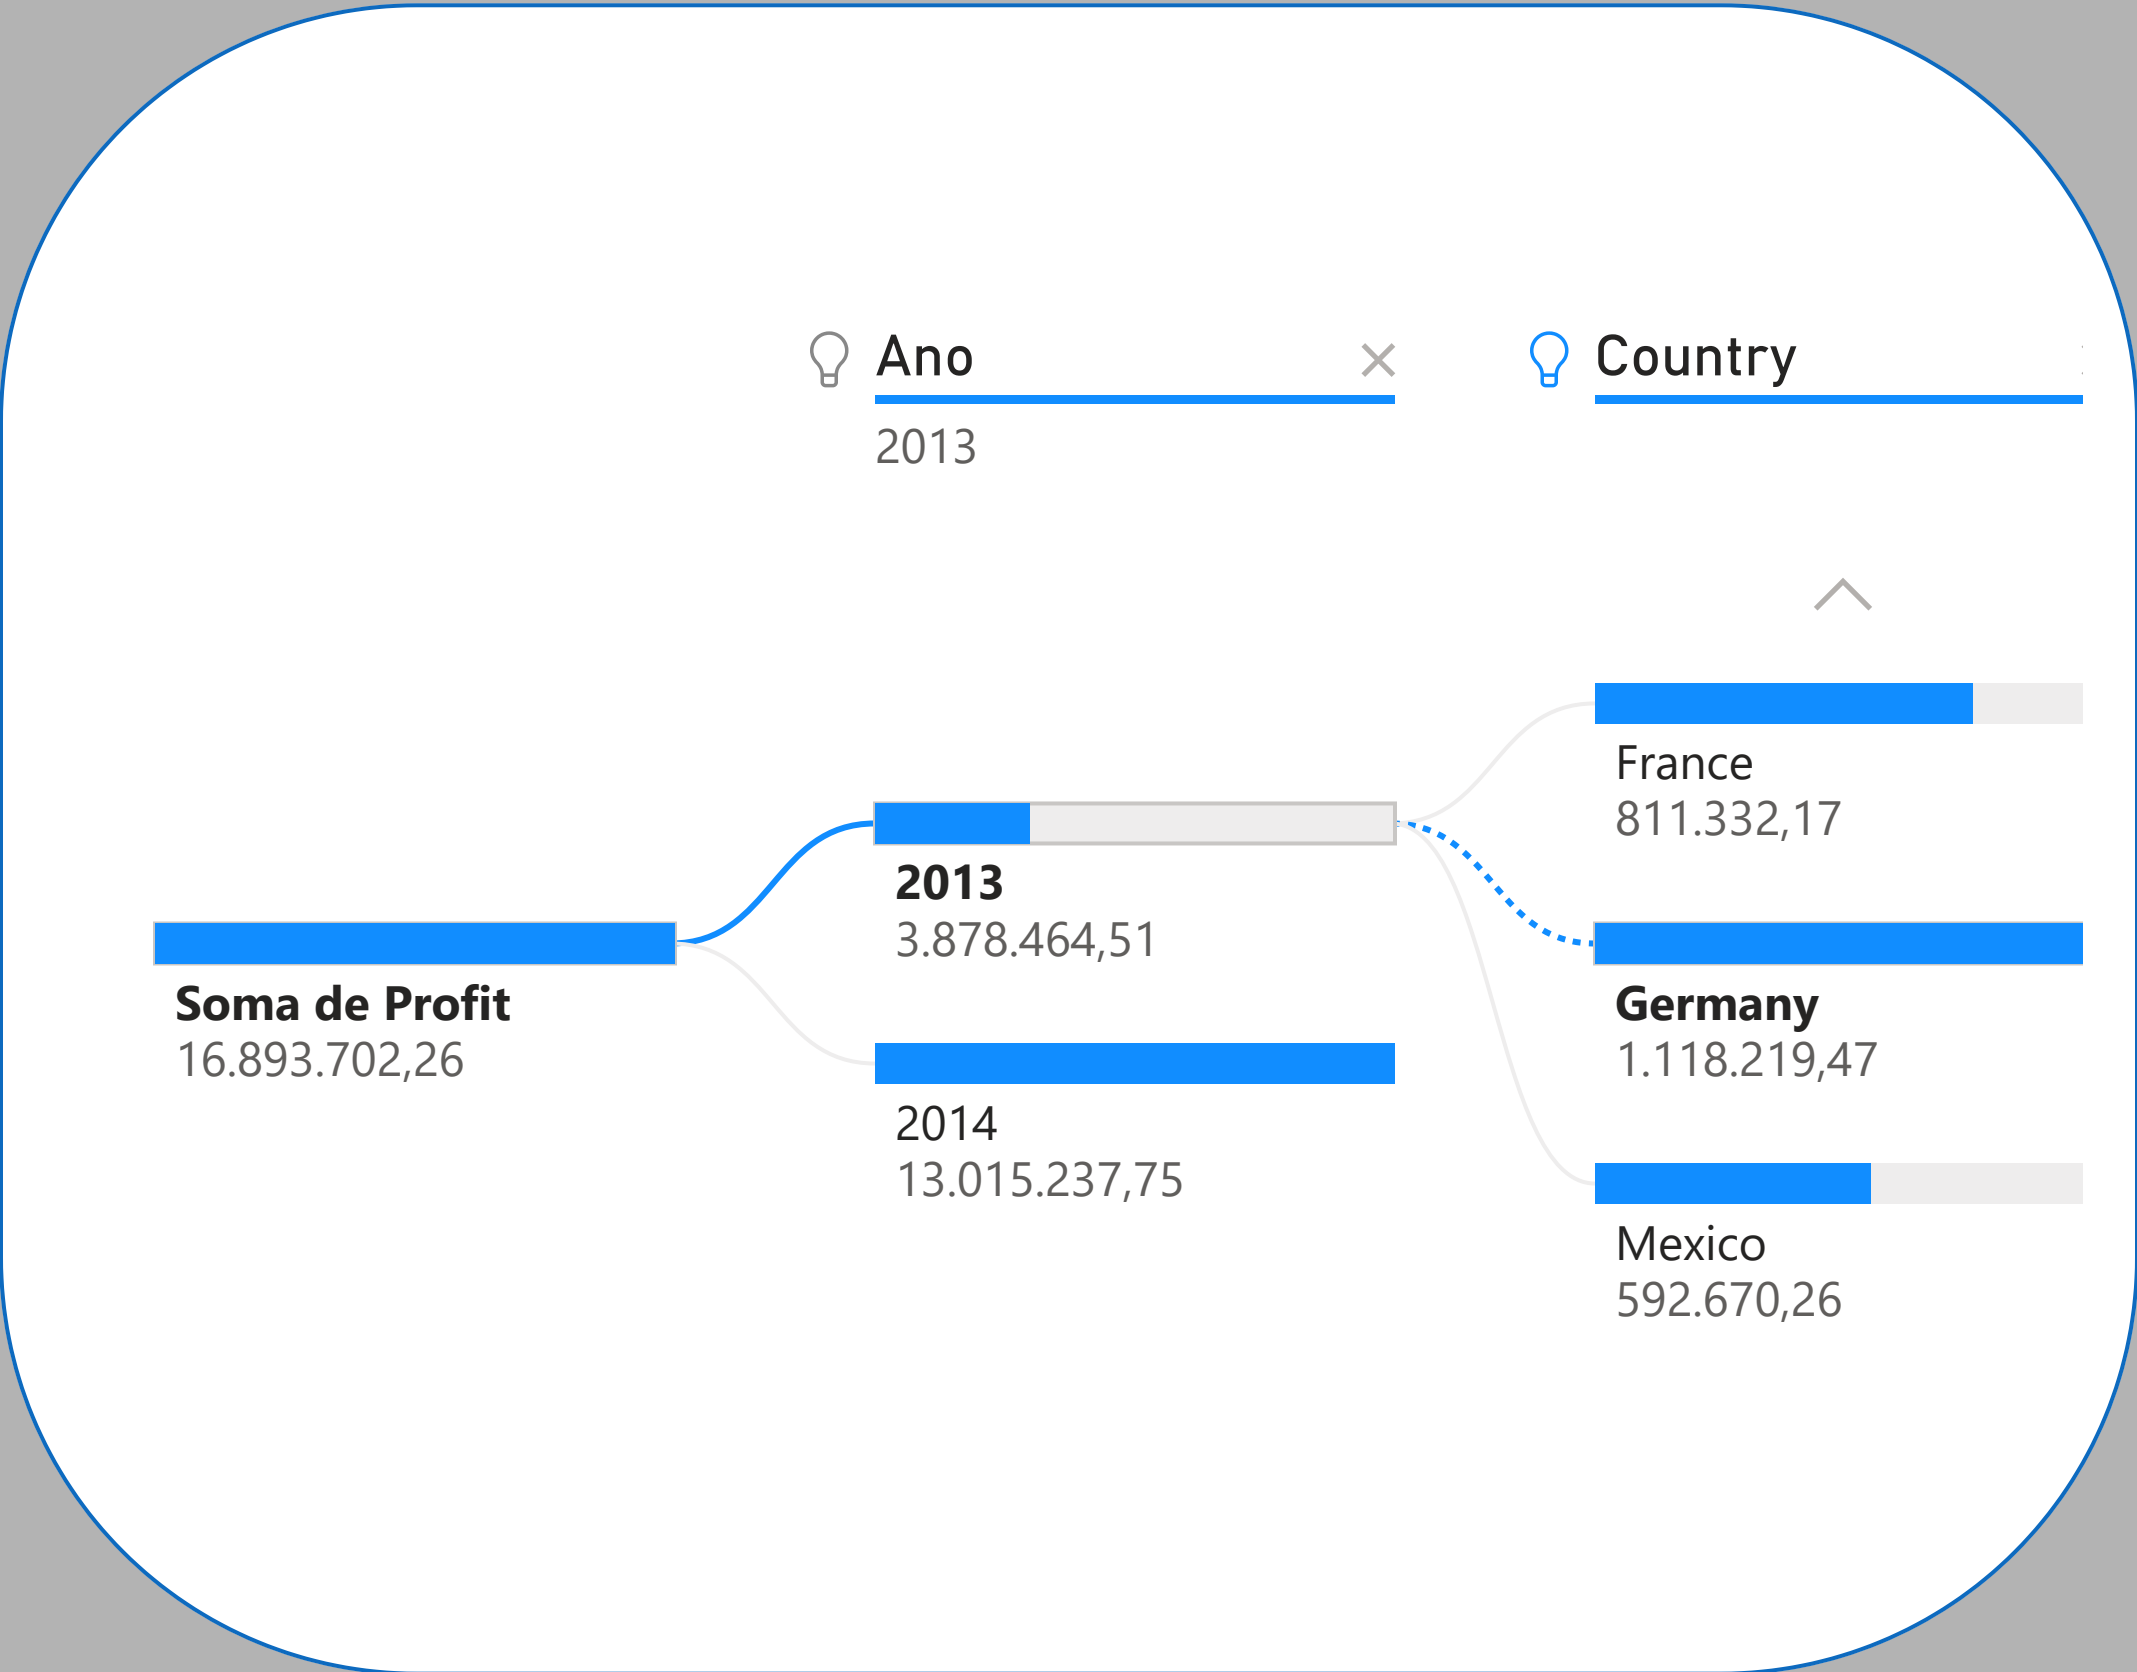 Ano
2013
Country
France
811.332,17
2013
3.878.464,51
Soma de Profit
16.893.702,26
Germany
1.118.219,47
2014
13.015.237,75
Mexico
592.670,26